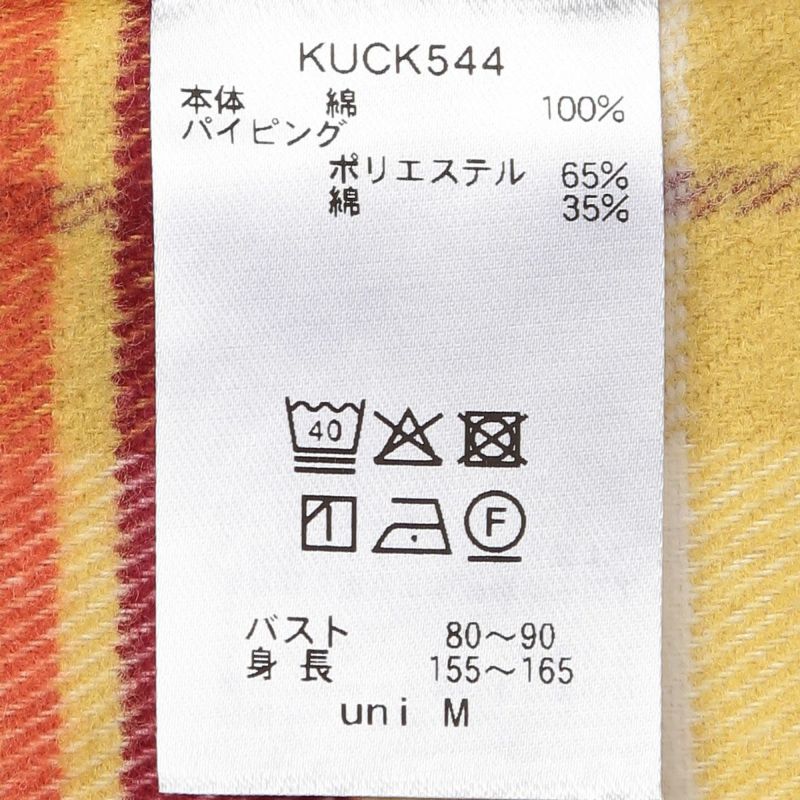 KUCK544
本体 綿 100%
パイピング
ポリエステル 65%
綿 35%
40
F
バスト 80～90
身長 155～165
uni M